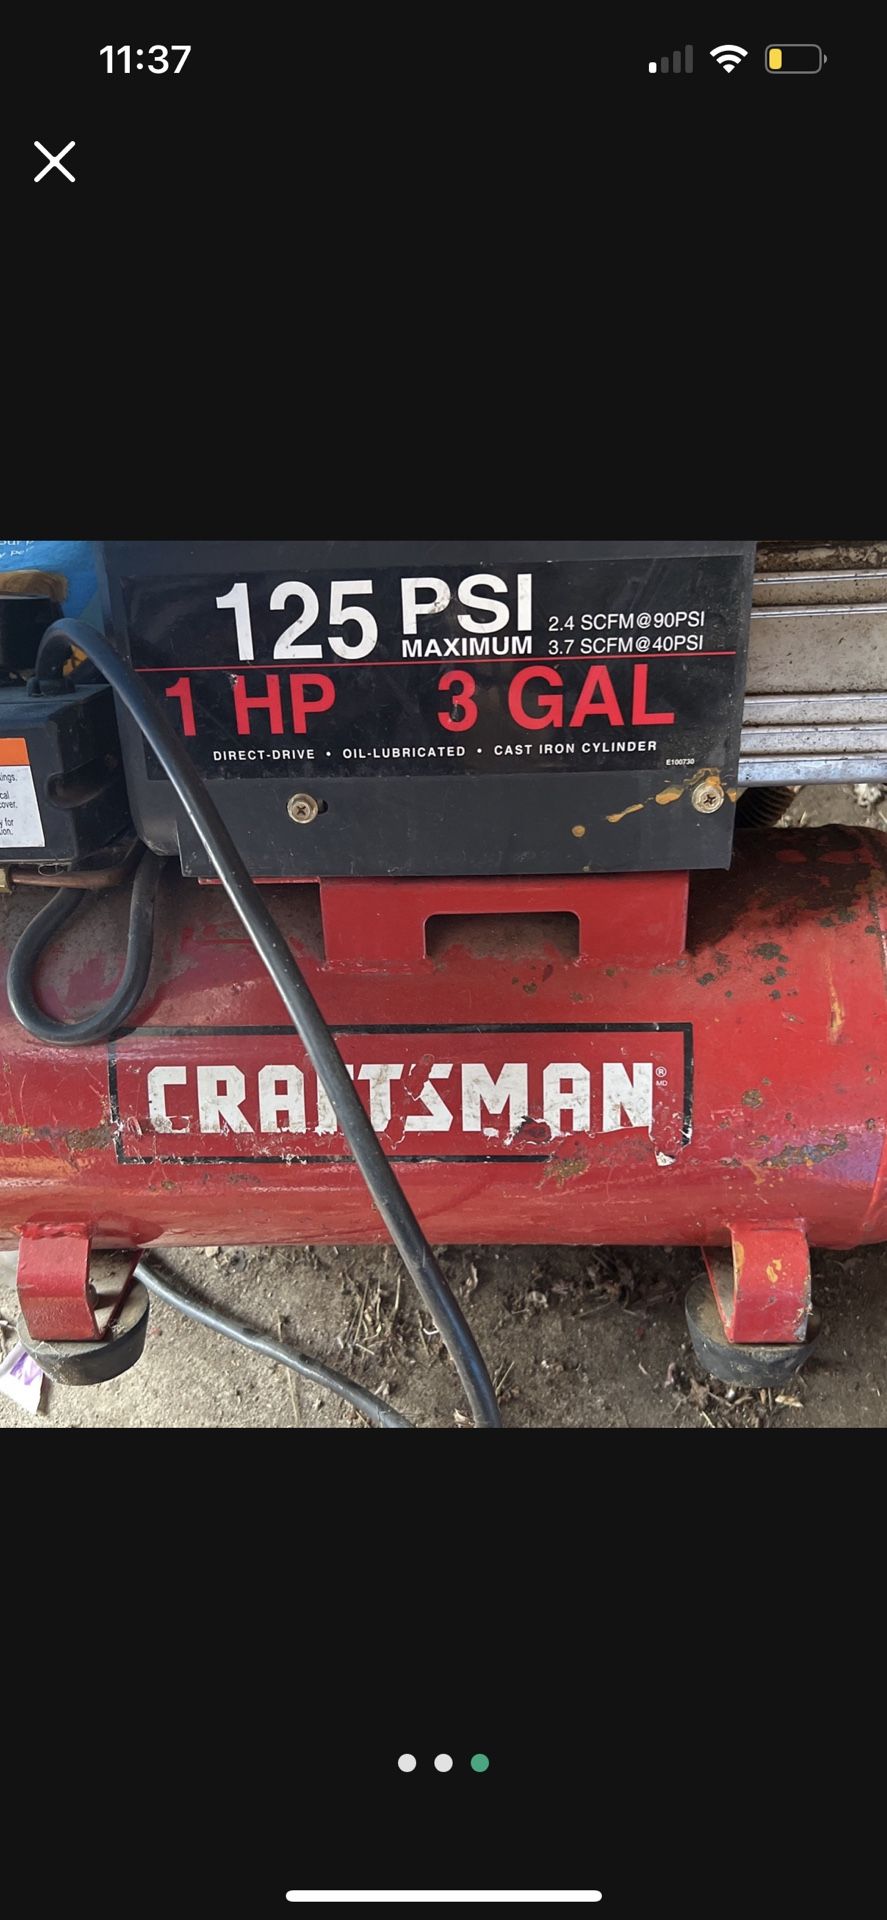 11:37
125 PSI
MAXIMUM
2.4 SCFM@90PSI
3.7 SCFM@40PSI
1 HP 3 GAL
DIRECT-DRIVE • OIL-LUBRICATED • CAST IRON CYLINDER
E100730
CRAFTSMAN
® MD